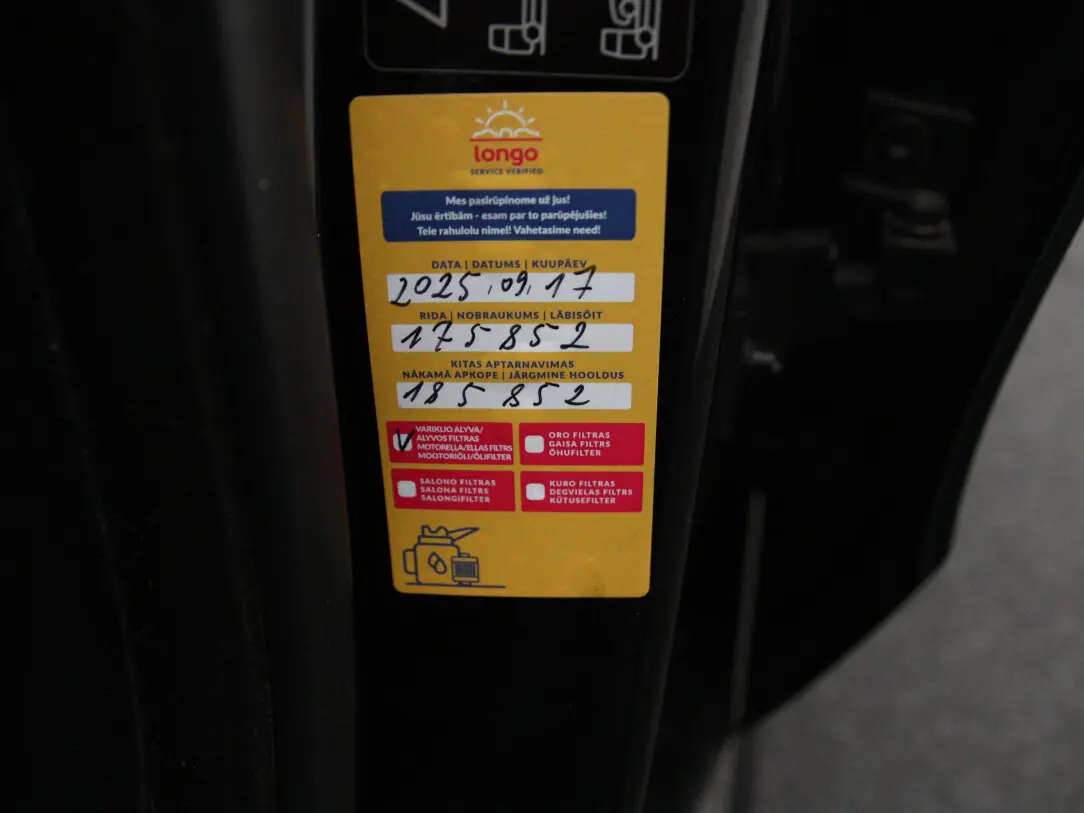 longo
SERVICE VERIFIED
Mes pasirūpinome už jus!
Jūsu ērtībām - esam par to parūpējušies!
Teie rahulolu nimel! Vahetasime need!
DATA | DATUMS | KUUPÄEV
2025.09.17
RIDA | NOBRAUKUMS | LÄBISÕIT
175852
KITAS APTARNAVIMAS
NĀKAMĀ APKOPE | JÄRGMINE HOOLDUS
185852
VARIKLIO ALYVA/
ALYVOS FILTRAS
MOTORELLA/ELLAS FILTRS
MOOTORIÕLI/ÕLIFILTER
ORO FILTRAS
GAISA FILTRS
ÕHUFILTER
SALONO FILTRAS
SALONA FILTRS
SALONGIFILTER
KURO FILTRAS
DEGVIELAS FILTRS
KÜTUSEFILTER